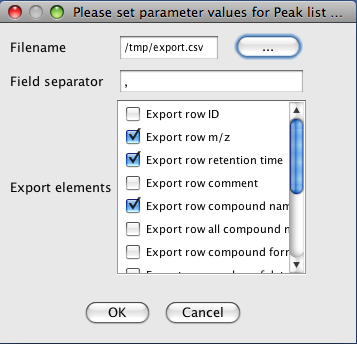 Please set parameter values for Peak list ...
Filename
/tmp/export.csv
...
Field separator
,
Export elements
Export row ID
Export row m/z
Export row retention time
Export row comment
Export row compound nam
Export row all compound n
Export row compound form
OK
Cancel